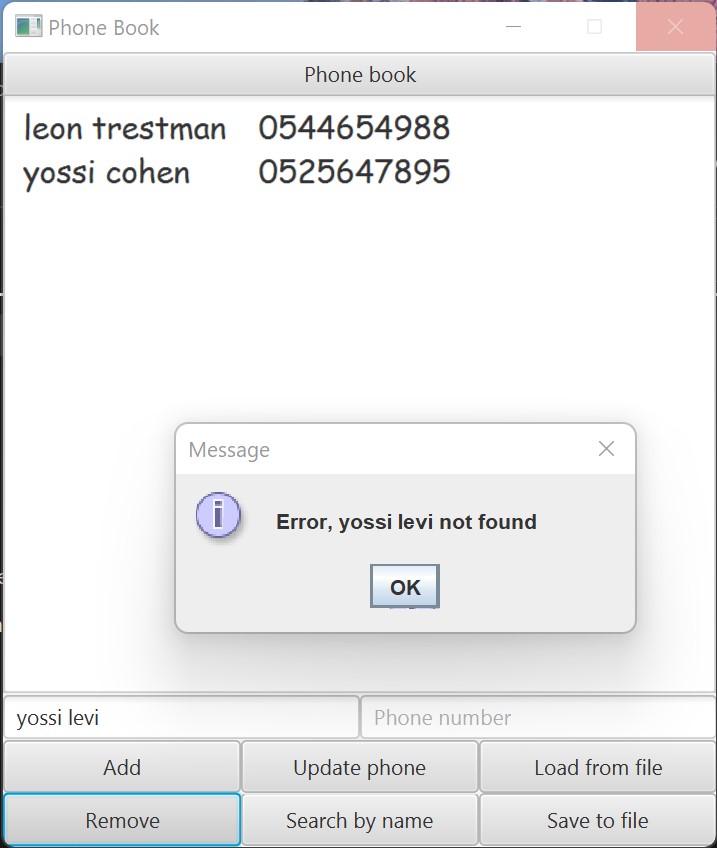 Phone Book
Phone book
leon trestman 0544654988
yossi cohen 0525647895
Message
i
Error, yossi levi not found
OK
yossi levi Phone number
Add Update phone Load from file
Remove Search by name Save to file